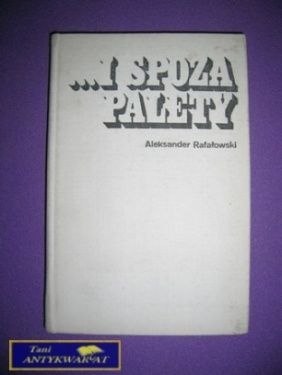 ...I SPOZA
PALETY
Aleksander Rafałowski
Tani
ANTYKWARIAT